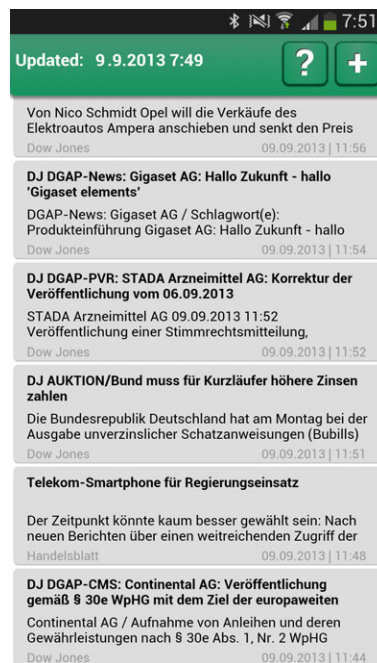 7:51
Updated: 9.9.2013 7:49
?
+
Von Nico Schmidt Opel will die Verkäufe des
Elektroautos Ampera anschieben und senkt den Preis
Dow Jones 09.09.2013 | 11:56
DJ DGAP-News: Gigaset AG: Hallo Zukunft - hallo
'Gigaset elements'
DGAP-News: Gigaset AG / Schlagwort(e):
Produkteinführung Gigaset AG: Hallo Zukunft - hallo
Dow Jones 09.09.2013 | 11:54
DJ DGAP-PVR: STADA Arzneimittel AG: Korrektur der
Veröffentlichung vom 06.09.2013
STADA Arzneimittel AG 09.09.2013 11:52
Veröffentlichung einer Stimmrechtsmitteilung,
Dow Jones 09.09.2013 | 11:52
DJ AUKTION/Bund muss für Kurzläufer höhere Zinsen
zahlen
Die Bundesrepublik Deutschland hat am Montag bei der
Ausgabe unverzinslicher Schatzanweisungen (Bubills)
Dow Jones 09.09.2013 | 11:51
Telekom-Smartphone für Regierungseinsatz
Der Zeitpunkt könnte kaum besser gewählt sein: Nach
neuen Berichten über einen weitreichenden Zugriff der
Handelsblatt 09.09.2013 | 11:48
DJ DGAP-CMS: Continental AG: Veröffentlichung
gemäß § 30e WpHG mit dem Ziel der europaweiten
Continental AG / Aufnahme von Anleihen und deren
Gewährleistungen nach § 30e Abs. 1, Nr. 2 WpHG
Dow Jones 09.09.2013 | 11:44